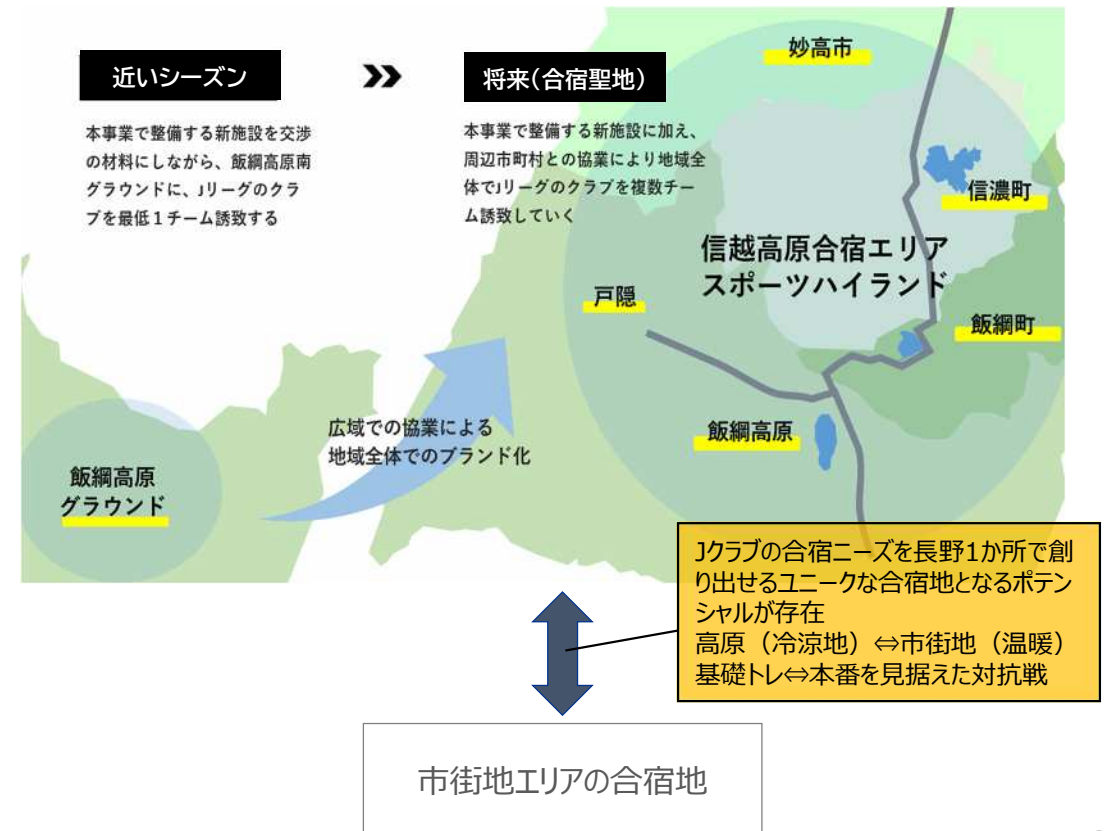 近いシーズン
本事業で整備する新施設を交渉
の材料にしながら、飯綱高原南
グラウンドに、Jリーグのクラ
ブを最低1チーム誘致する
将来(合宿聖地)
本事業で整備する新施設に加え、
周辺市町村との協業により地域全
体でJリーグのクラブを複数チー
ム誘致していく
妙高市
信濃町
信越高原合宿エリア
スポーツハイランド
戸隠
飯綱町
飯綱高原
広域での協業による
地域全体でのブランド化
飯綱高原
グラウンド
Jクラブの合宿ニーズを長野1か所で創
り出せるユニークな合宿地となるポテン
シャルが存在
高原(冷涼地)⇔市街地(温暖)
基礎トレ⇔本番を見据えた対抗戦
市街地エリアの合宿地